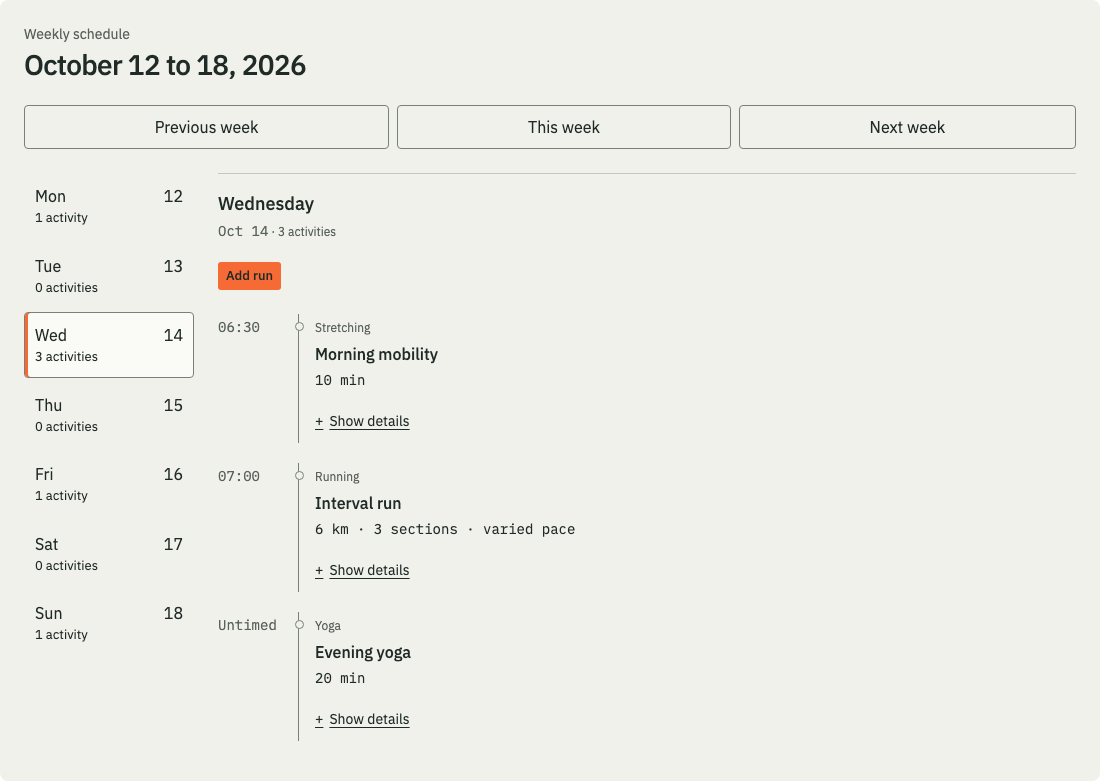 Weekly schedule
October 12 to 18, 2026
Previous week
This week
Next week
Mon 12
1 activity
Tue 13
0 activities
Wed 14
3 activities
Thu 15
0 activities
Fri 16
1 activity
Sat 17
0 activities
Sun 18
1 activity
Wednesday
Oct 14 · 3 activities
Add run
06:30
Stretching
Morning mobility
10 min
+ Show details
07:00
Running
Interval run
6 km · 3 sections · varied pace
+ Show details
Untimed
Yoga
Evening yoga
20 min
+ Show details